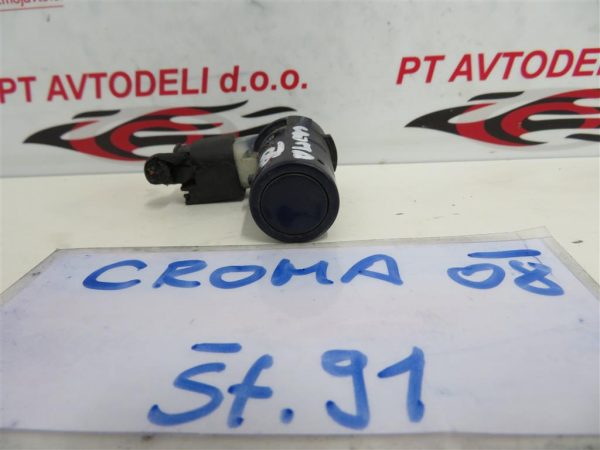 PT AVTODELI d.o.o.
PT AVTODELI
CROMA 08
Št. 91